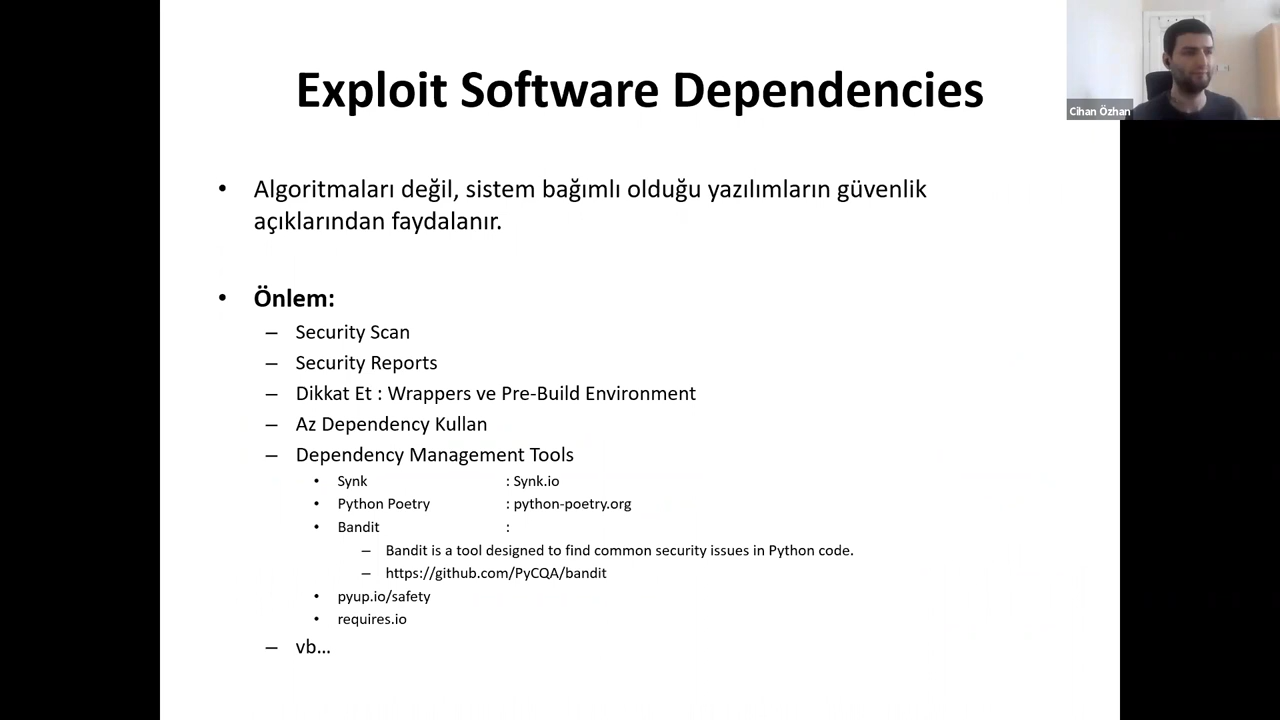 Exploit Software Dependencies
Cihan Özhan
• Algoritmaları değil, sistem bağımlı olduğu yazılımların güvenlik
açıklarından faydalanır.
• Önlem:
– Security Scan
– Security Reports
– Dikkat Et : Wrappers ve Pre-Build Environment
– Az Dependency Kullan
– Dependency Management Tools
• Synk : Synk.io
• Python Poetry : python-poetry.org
• Bandit :
– Bandit is a tool designed to find common security issues in Python code.
– https://github.com/PyCQA/bandit
• pyup.io/safety
• requires.io
– vb…